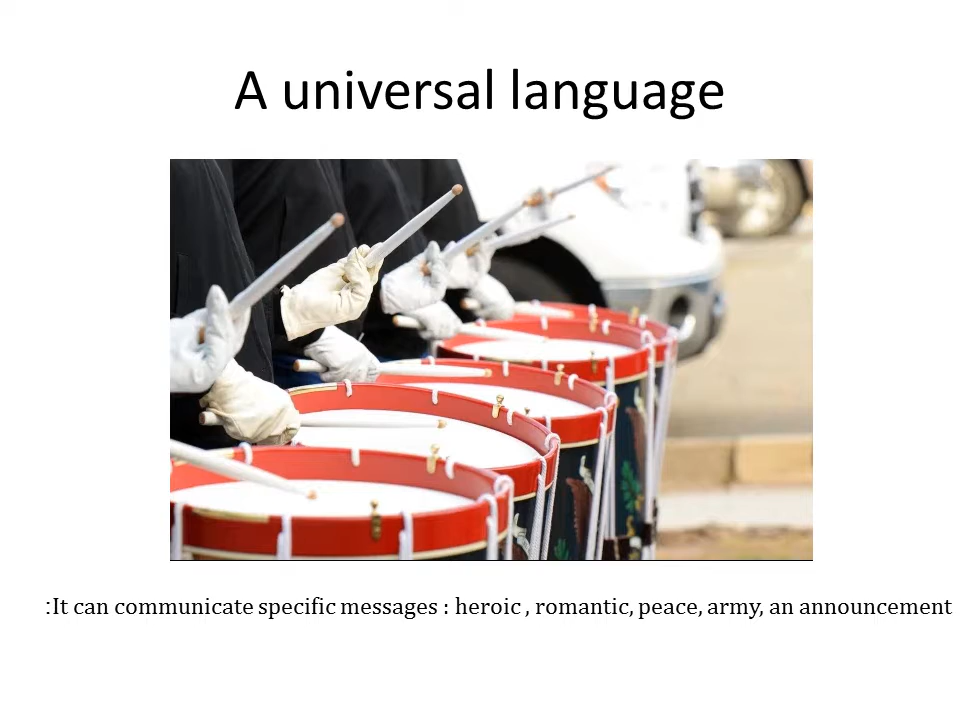 A universal language
:It can communicate specific messages : heroic , romantic, peace, army, an announcement